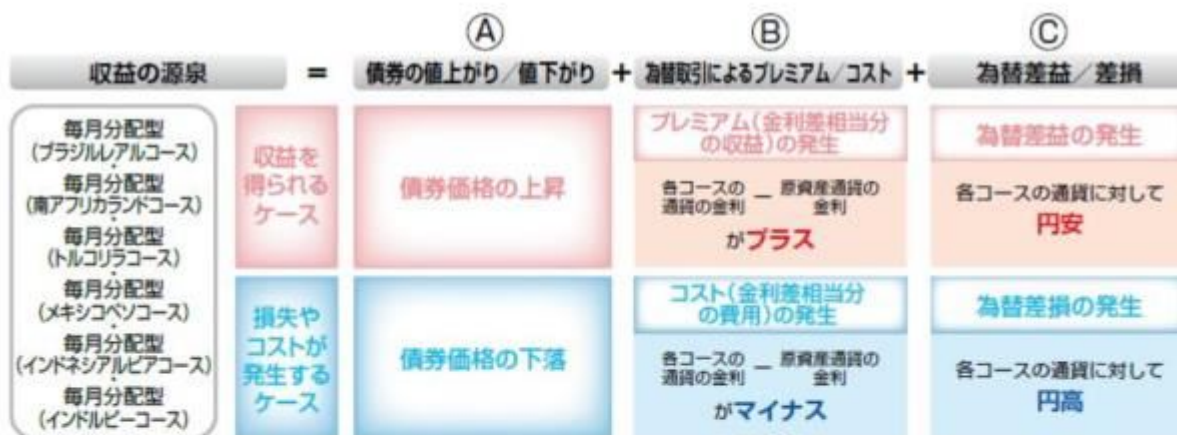 Ⓐ
Ⓑ
Ⓒ
収益の源泉 = 債券の値上がり/値下がり + 為替取引によるプレミアム/コスト + 為替差益/差損
毎月分配型
(ブラジルレアルコース)
毎月分配型
(南アフリカランドコース)
毎月分配型
(トルコリラコース)
毎月分配型
(メキシコペソコース)
毎月分配型
(インドネシアルピアコース)
毎月分配型
(インドルピーコース)
収益を
得られる
ケース
債券価格の上昇
プレミアム(金利差相当分
の収益)の発生
各コースの
通貨の金利
−
原資産通貨の
金利
がプラス
為替差益の発生
各コースの通貨に対して
円安
損失や
コストが
発生する
ケース
債券価格の下落
コスト(金利差相当分
の費用)の発生
各コースの
通貨の金利
−
原資産通貨の
金利
がマイナス
為替差損の発生
各コースの通貨に対して
円高